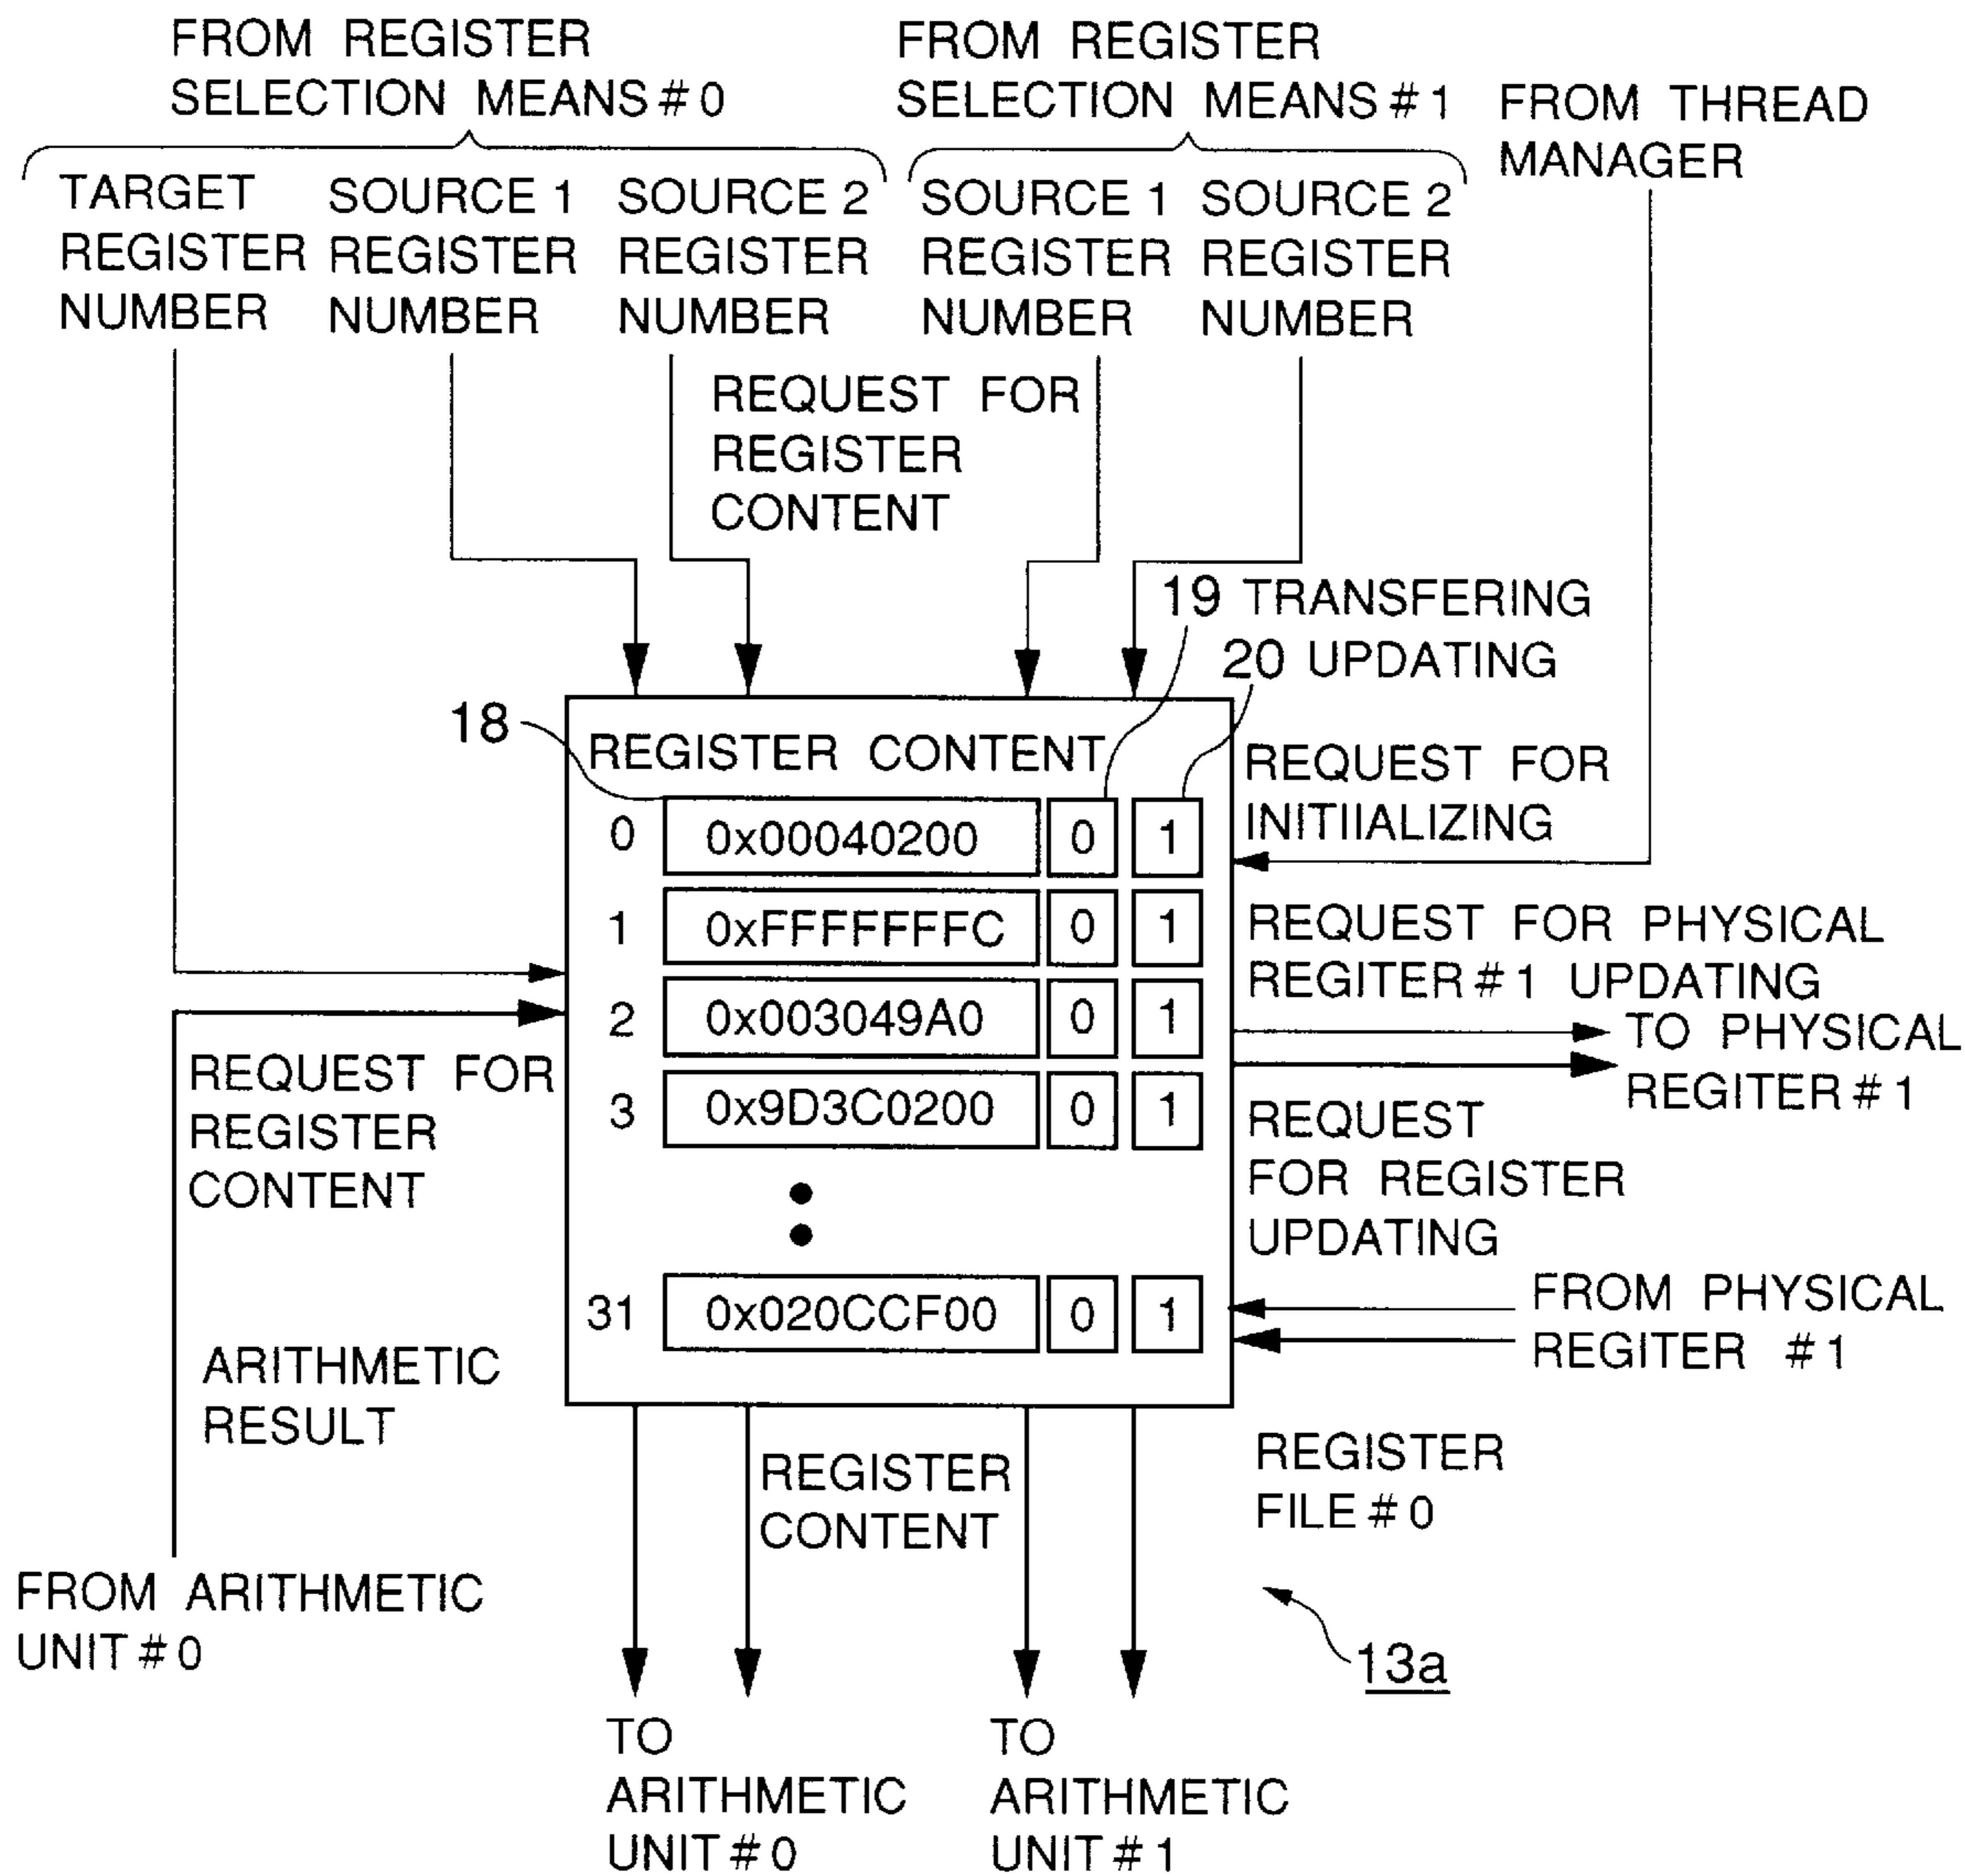 FROM REGISTER
SELECTION MEANS #0
FROM REGISTER
SELECTION MEANS #1
FROM THREAD
MANAGER
TARGET
REGISTER
NUMBER
SOURCE 1
REGISTER
NUMBER
SOURCE 2
REGISTER
NUMBER
SOURCE 1
REGISTER
NUMBER
SOURCE 2
REGISTER
NUMBER
REQUEST FOR
REGISTER
CONTENT
19 TRANSFERING
20 UPDATING
18
REGISTER CONTENT
0 0x00040200 0 1
1 0xFFFFFFFC 0 1
2 0x003049A0 0 1
3 0x9D3C0200 0 1
31 0x020CCF00 0 1
REQUEST FOR
INITIIALIZING
REQUEST FOR PHYSICAL
REGITER #1 UPDATING
TO PHYSICAL
REGITER #1
REQUEST
FOR REGISTER
UPDATING
FROM PHYSICAL
REGITER #1
REQUEST FOR
REGISTER
CONTENT
ARITHMETIC
RESULT
FROM ARITHMETIC
UNIT #0
REGISTER
CONTENT
REGISTER
FILE #0
13a
TO
ARITHMETIC
UNIT #0
TO
ARITHMETIC
UNIT #1